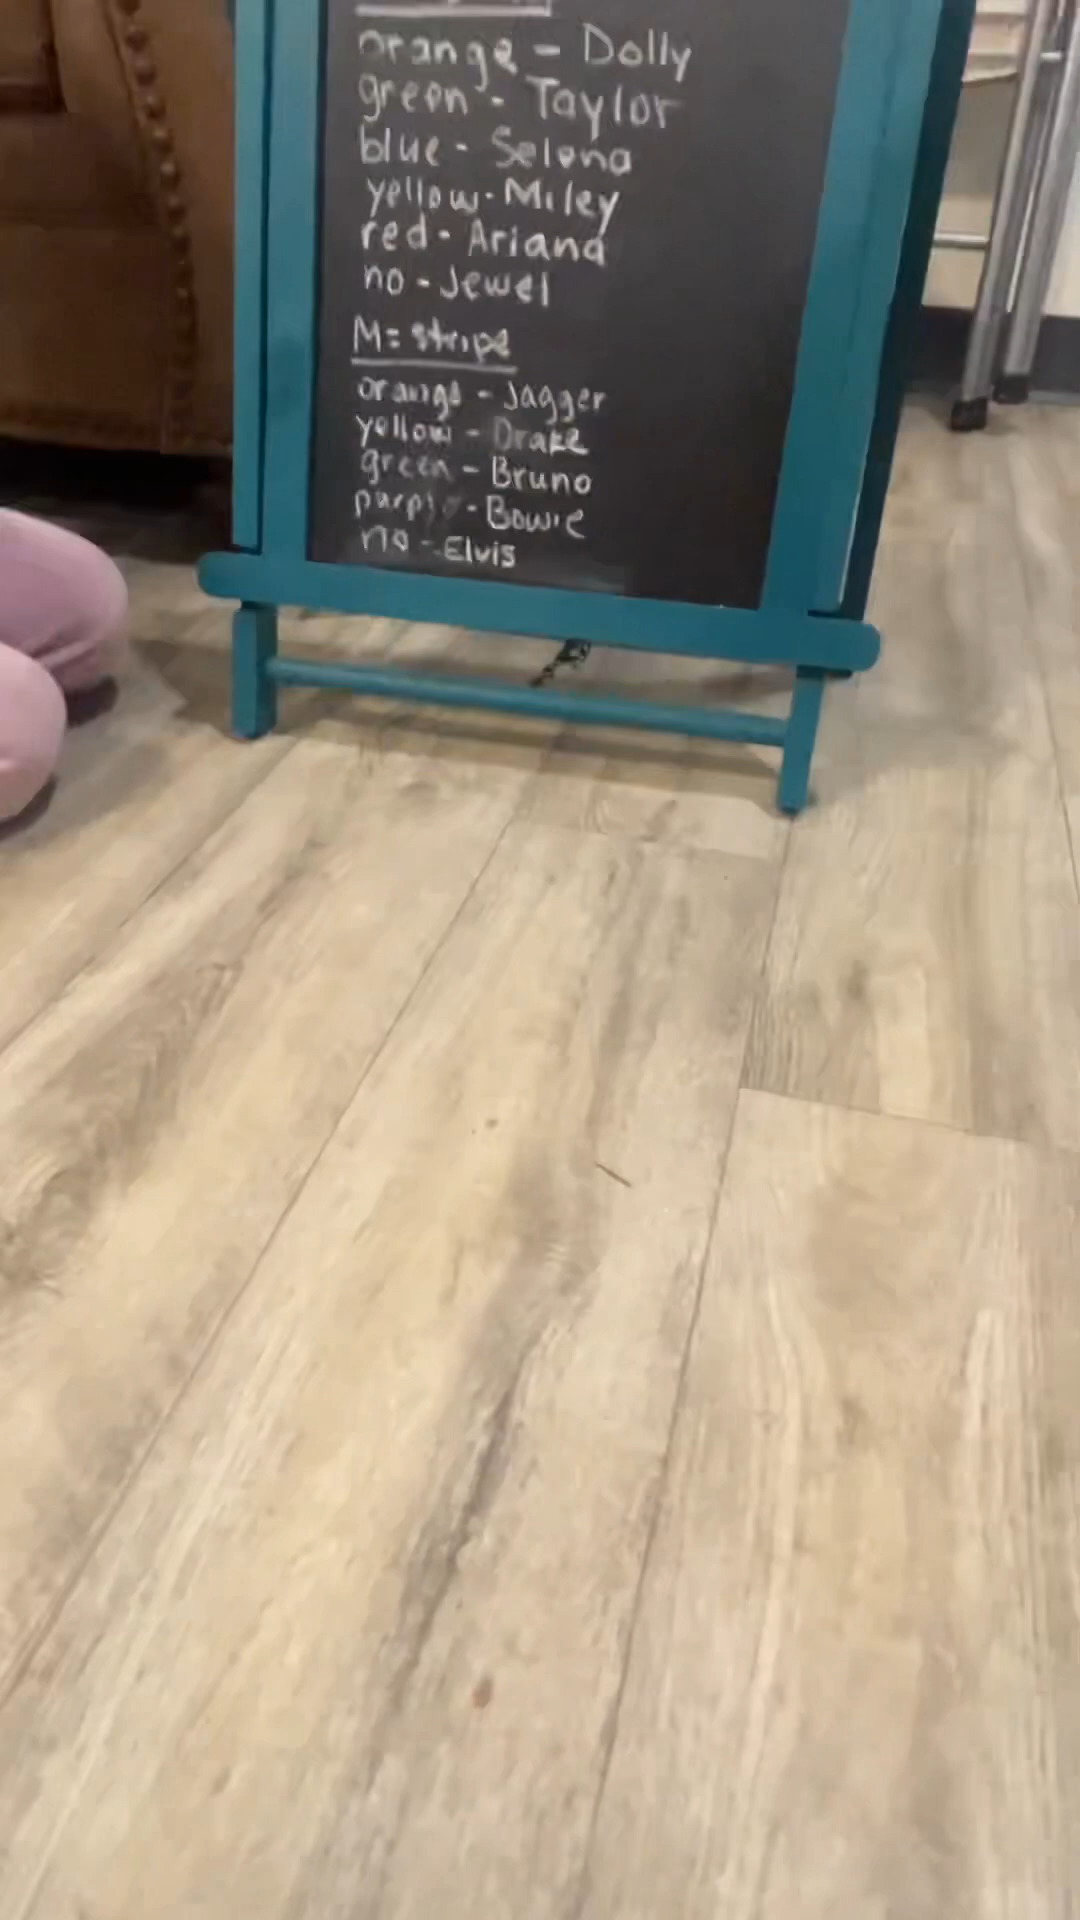 orange - Dolly
green - Taylor
blue - Selena
yellow - Miley
red - Ariana
no - Jewel
M = stripe
orange - Jagger
yellow - Drake
green - Bruno
purple - Bowie
no - Elvis